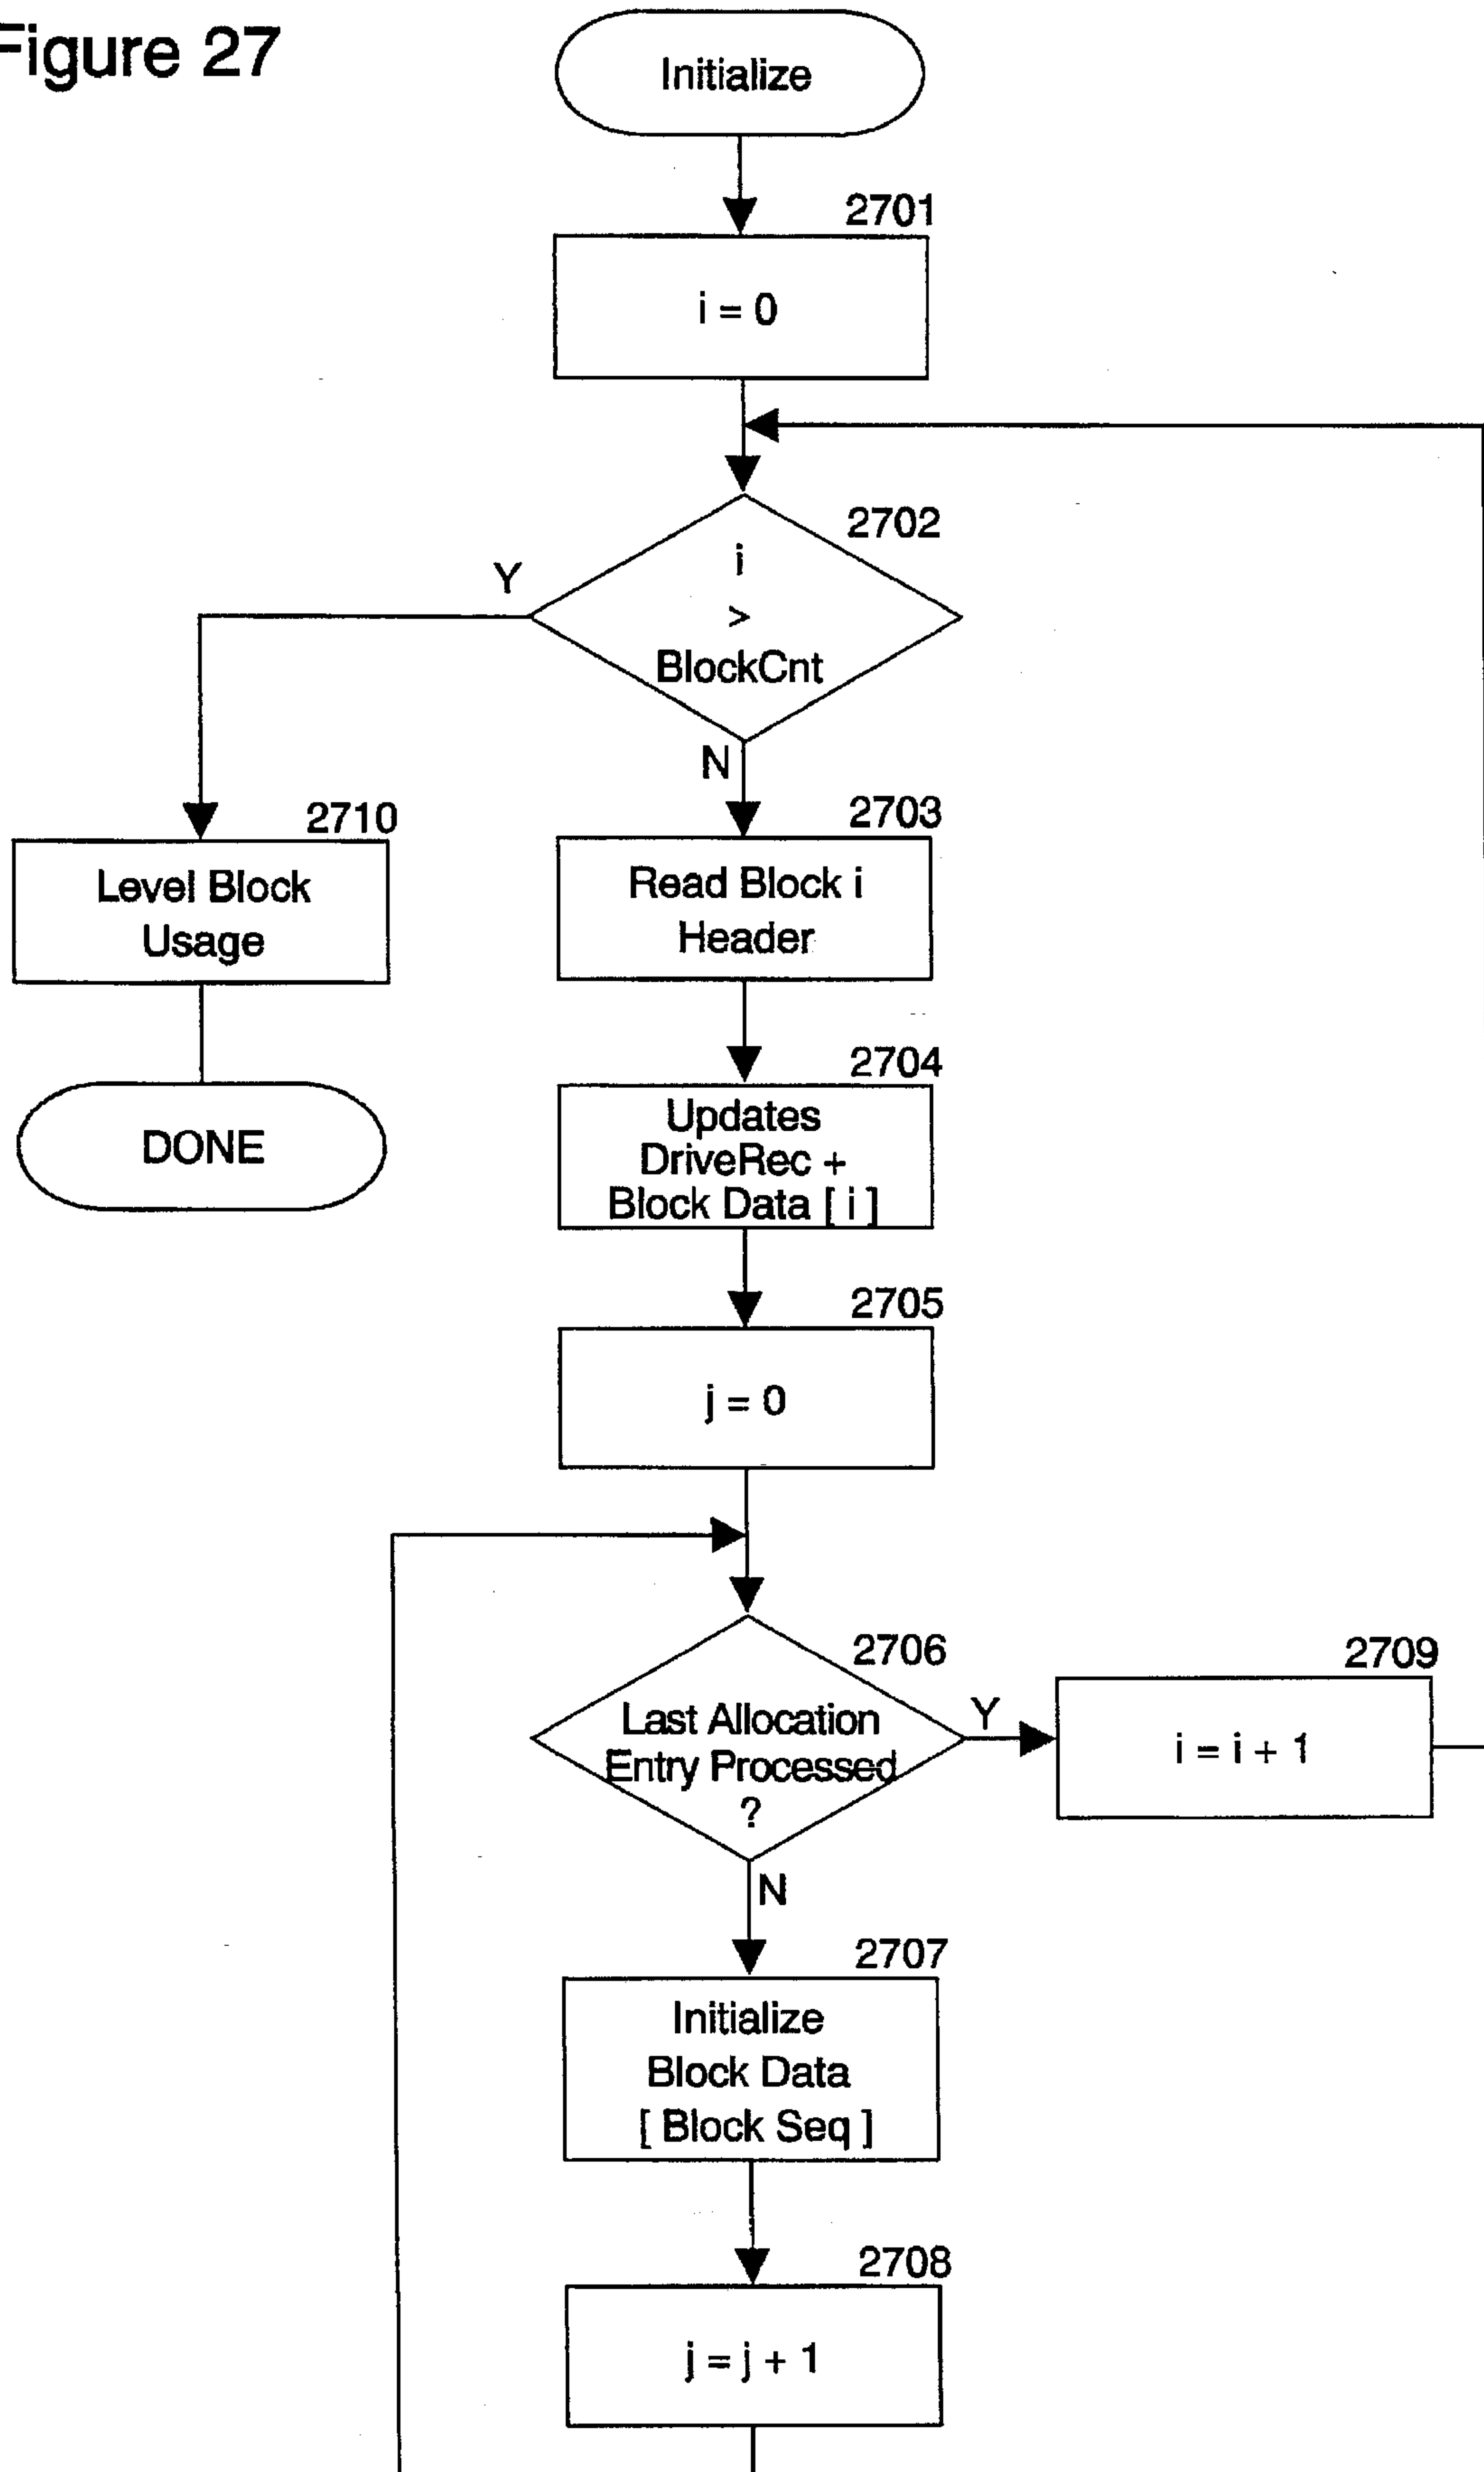 Figure 27
Initialize
2701
i = 0
2702
i
>
BlockCnt
Y
N
2710
Level Block
Usage
DONE
2703
Read Block i
Header
2704
Updates
DriveRec +
Block Data [ i ]
2705
j = 0
2706
Last Allocation
Entry Processed
?
Y
2709
i = i + 1
N
2707
Initialize
Block Data
[ Block Seq ]
2708
j = j + 1